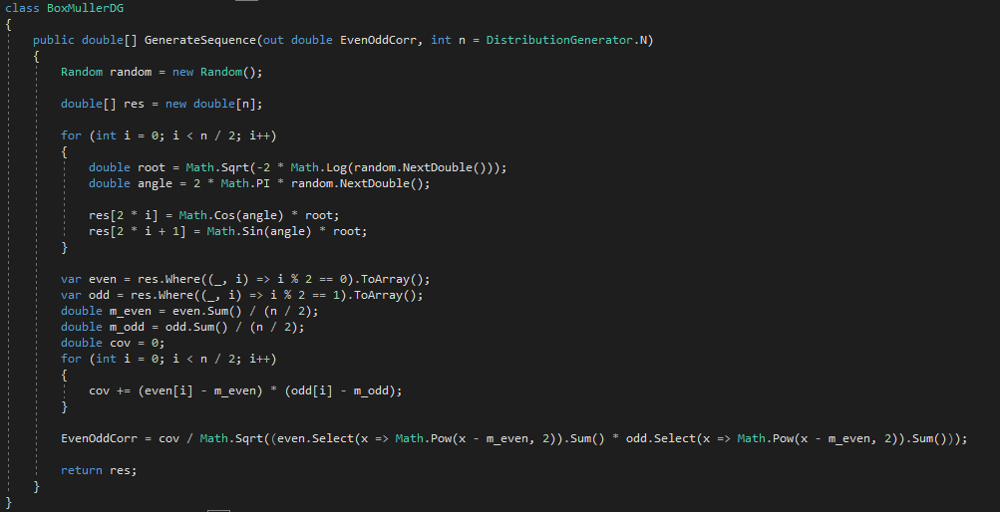 class BoxMullerDG
{
public double[] GenerateSequence(out double EvenOddCorr, int n = DistributionGenerator.N)
{
Random random = new Random();
double[] res = new double[n];
for (int i = 0; i < n / 2; i++)
{
double root = Math.Sqrt(-2 * Math.Log(random.NextDouble()));
double angle = 2 * Math.PI * random.NextDouble();
res[2 * i] = Math.Cos(angle) * root;
res[2 * i + 1] = Math.Sin(angle) * root;
}
var even = res.Where((_, i) => i % 2 == 0).ToArray();
var odd = res.Where((_, i) => i % 2 == 1).ToArray();
double m_even = even.Sum() / (n / 2);
double m_odd = odd.Sum() / (n / 2);
double cov = 0;
for (int i = 0; i < n / 2; i++)
{
cov += (even[i] - m_even) * (odd[i] - m_odd);
}
EvenOddCorr = cov / Math.Sqrt((even.Select(x => Math.Pow(x - m_even, 2)).Sum() * odd.Select(x => Math.Pow(x - m_even, 2)).Sum()));
return res;
}
}